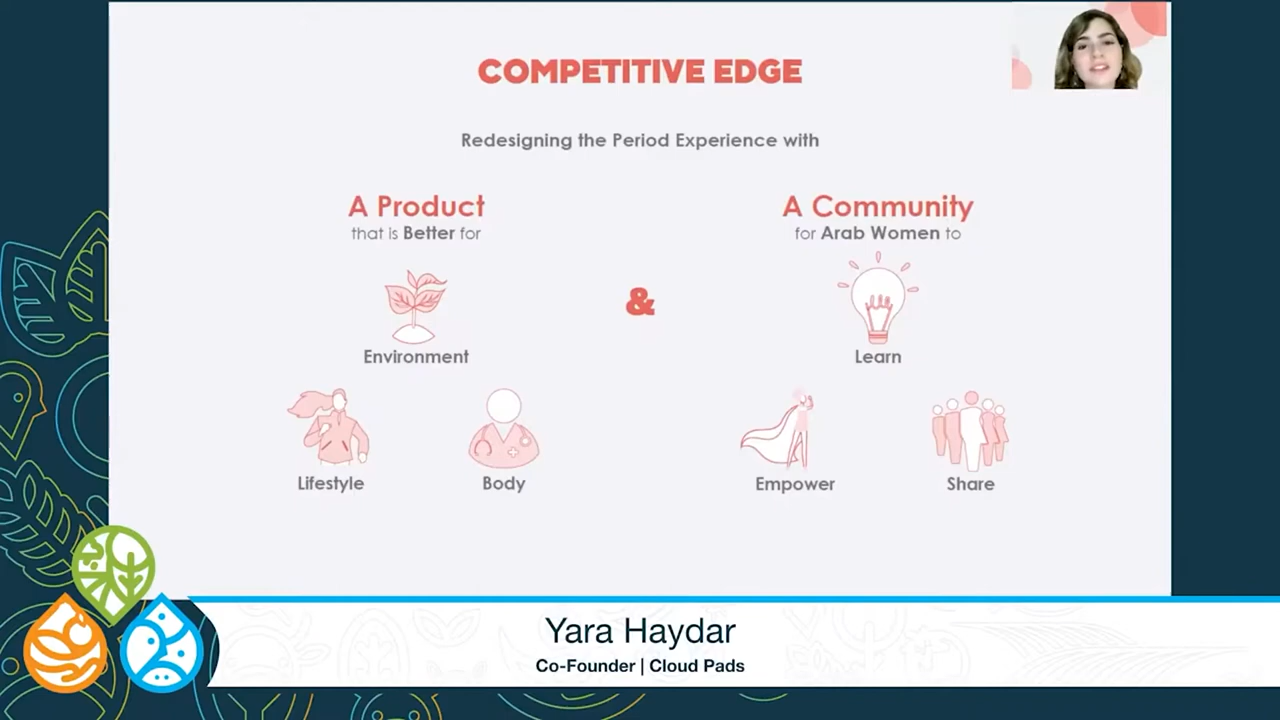 COMPETITIVE EDGE
Redesigning the Period Experience with
A Product
that is Better for
Environment
Lifestyle
Body
&
A Community
for Arab Women to
Learn
Empower
Share
Yara Haydar
Co-Founder | Cloud Pads